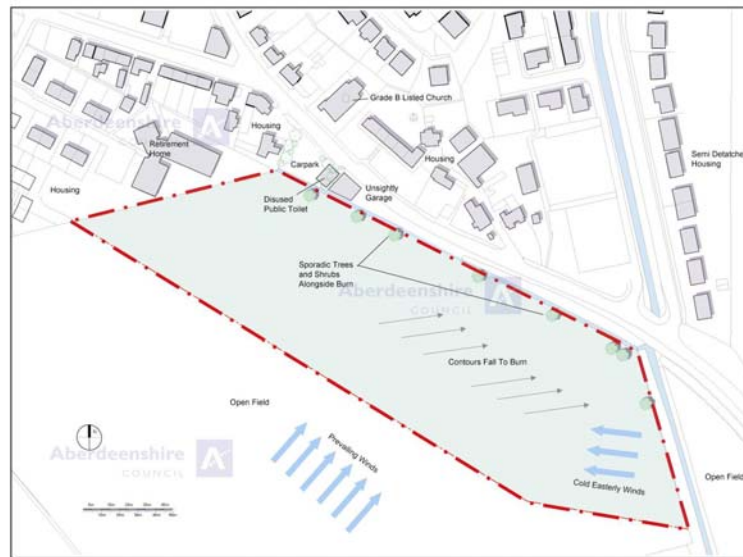 Grade B Listed Church
Aberdeenshire
COUNCIL
Housing
Retirement
Home
Carpark
Housing
Semi Detatched
Housing
Housing
Disused
Public Toilet
Unsightly
Garage
Sporadic Trees
and Shrubs
Alongside Burn
Aberdeenshire
COUNCIL
Contours Fall To Burn
Open Field
Prevailing Winds
Aberdeenshire
COUNCIL
Cold Easterly Winds
Open Field